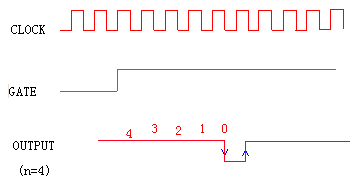 CLOCK
GATE
4 3 2 1 0
OUTPUT
(n=4)